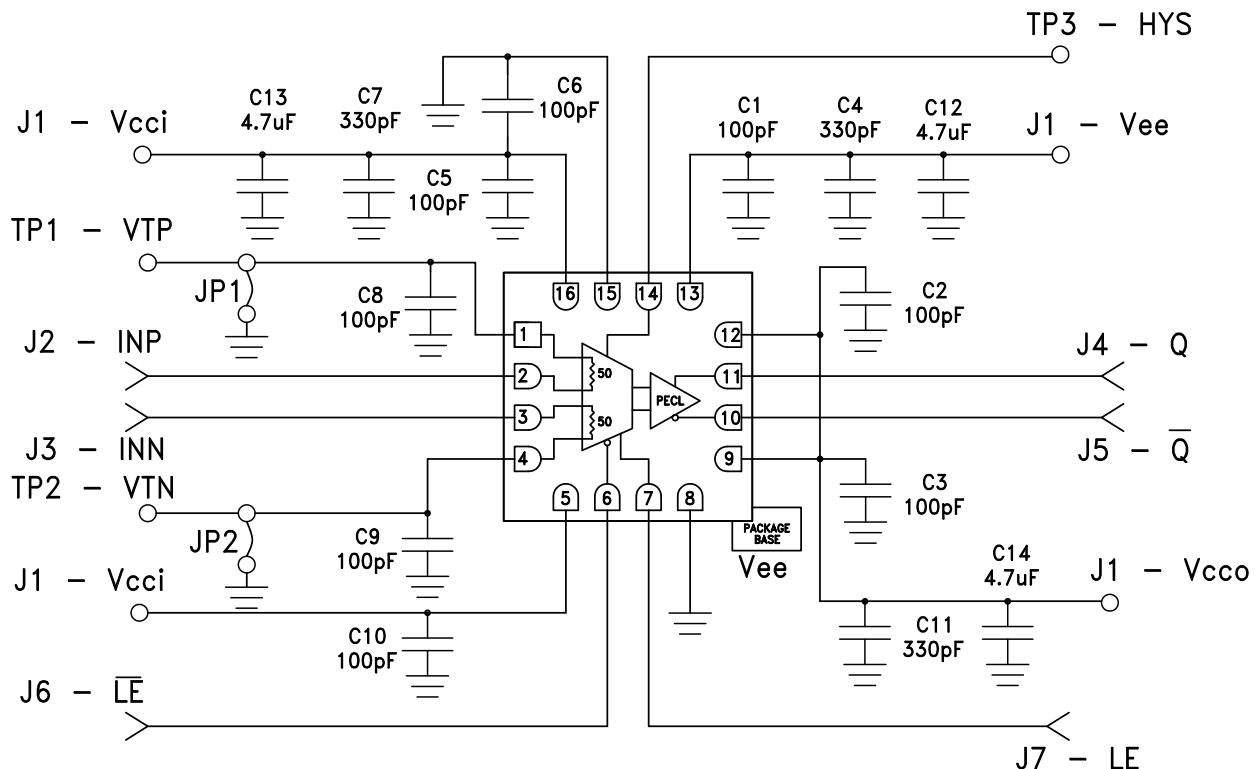 TP3 - HYS
J1 - Vcci
C13
4.7uF
C7
330pF
C6
100pF
C5
100pF
C1
100pF
C4
330pF
C12
4.7uF
J1 - Vee
TP1 - VTP
JP1
C8
100pF
16
15
14
13
C2
100pF
J2 - INP
J3 - INN
1
2
3
4
50
50
PECL
12
11
10
9
J4 - Q
J5 - Q̅
TP2 - VTN
JP2
C9
100pF
5
6
7
8
PACKAGE
BASE
Vee
C3
100pF
J1 - Vcci
C10
100pF
C14
4.7uF
J1 - Vcco
C11
330pF
J6 - L̅E̅
J7 - LE